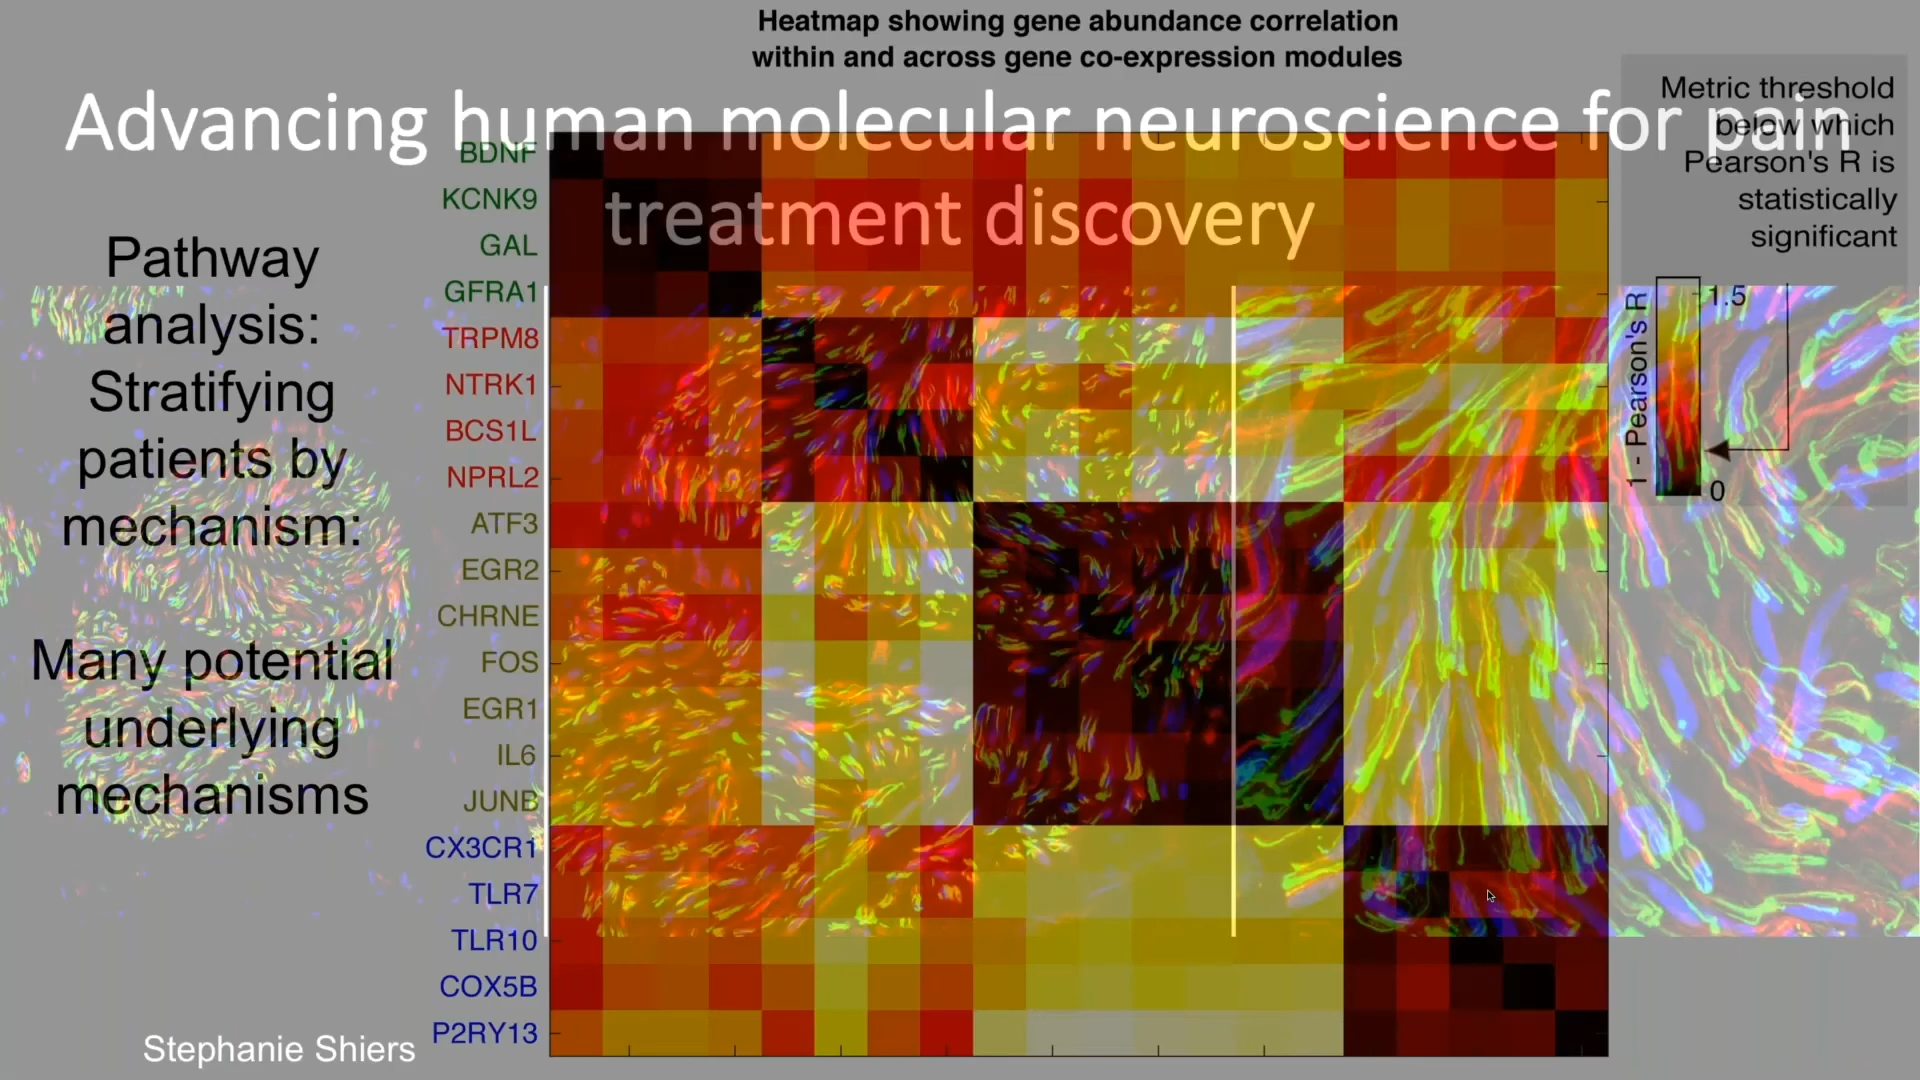 Heatmap showing gene abundance correlation
within and across gene co-expression modules
Advancing human molecular neuroscience for pain
treatment discovery
Metric threshold
below which
Pearson's R is
statistically
significant
Pathway
analysis:
Stratifying
patients by
mechanism:
Many potential
underlying
mechanisms
BDNF
KCNK9
GAL
GFRA1
TRPM8
NTRK1
BCS1L
NPRL2
ATF3
EGR2
CHRNE
FOS
EGR1
IL6
JUNB
CX3CR1
TLR7
TLR10
COX5B
P2RY13
1 - Pearson's R
1.5
0
Stephanie Shiers